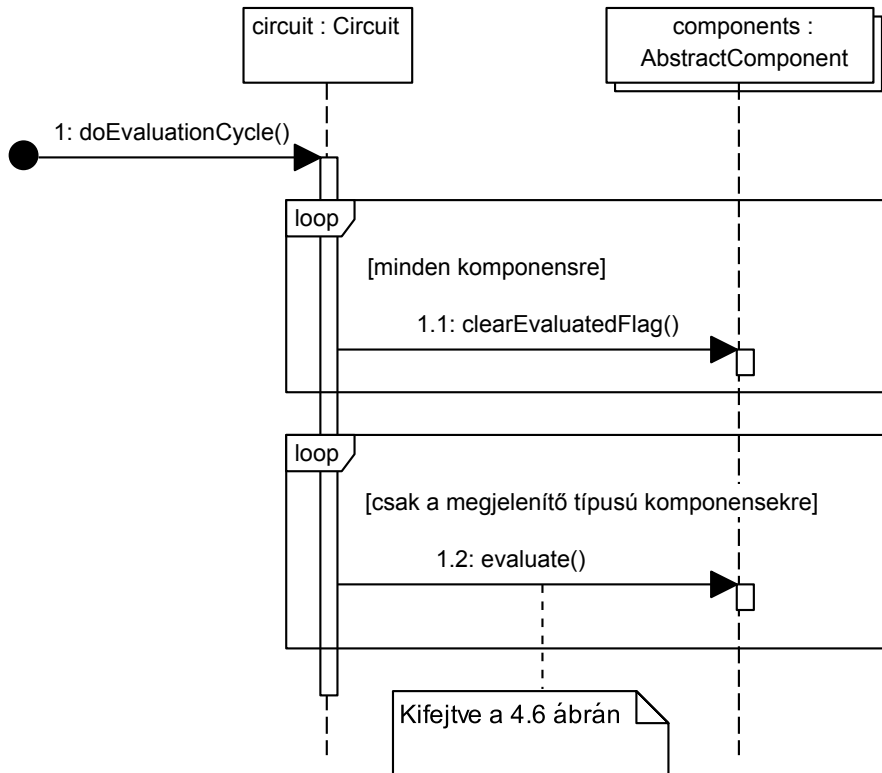 circuit : Circuit
components :
AbstractComponent
1: doEvaluationCycle()
loop
[minden komponensre]
1.1: clearEvaluatedFlag()
loop
[csak a megjelenítő típusú komponensekre]
1.2: evaluate()
Kifejtve a 4.6 ábrán